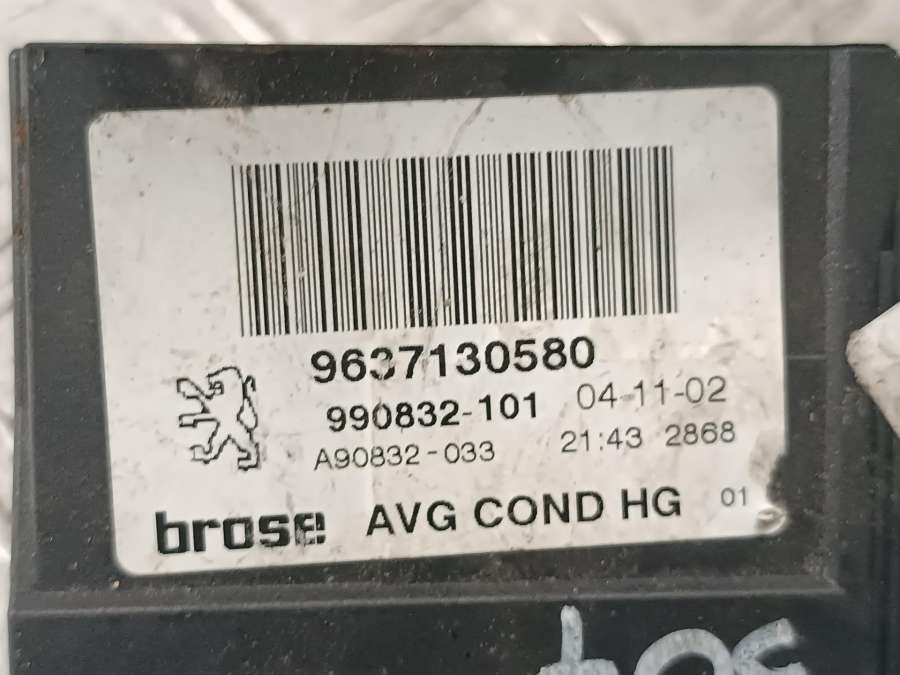 9637130580
990832-101 04-11-02
A90832-033 21:43 2868
brose AVG COND HG 01